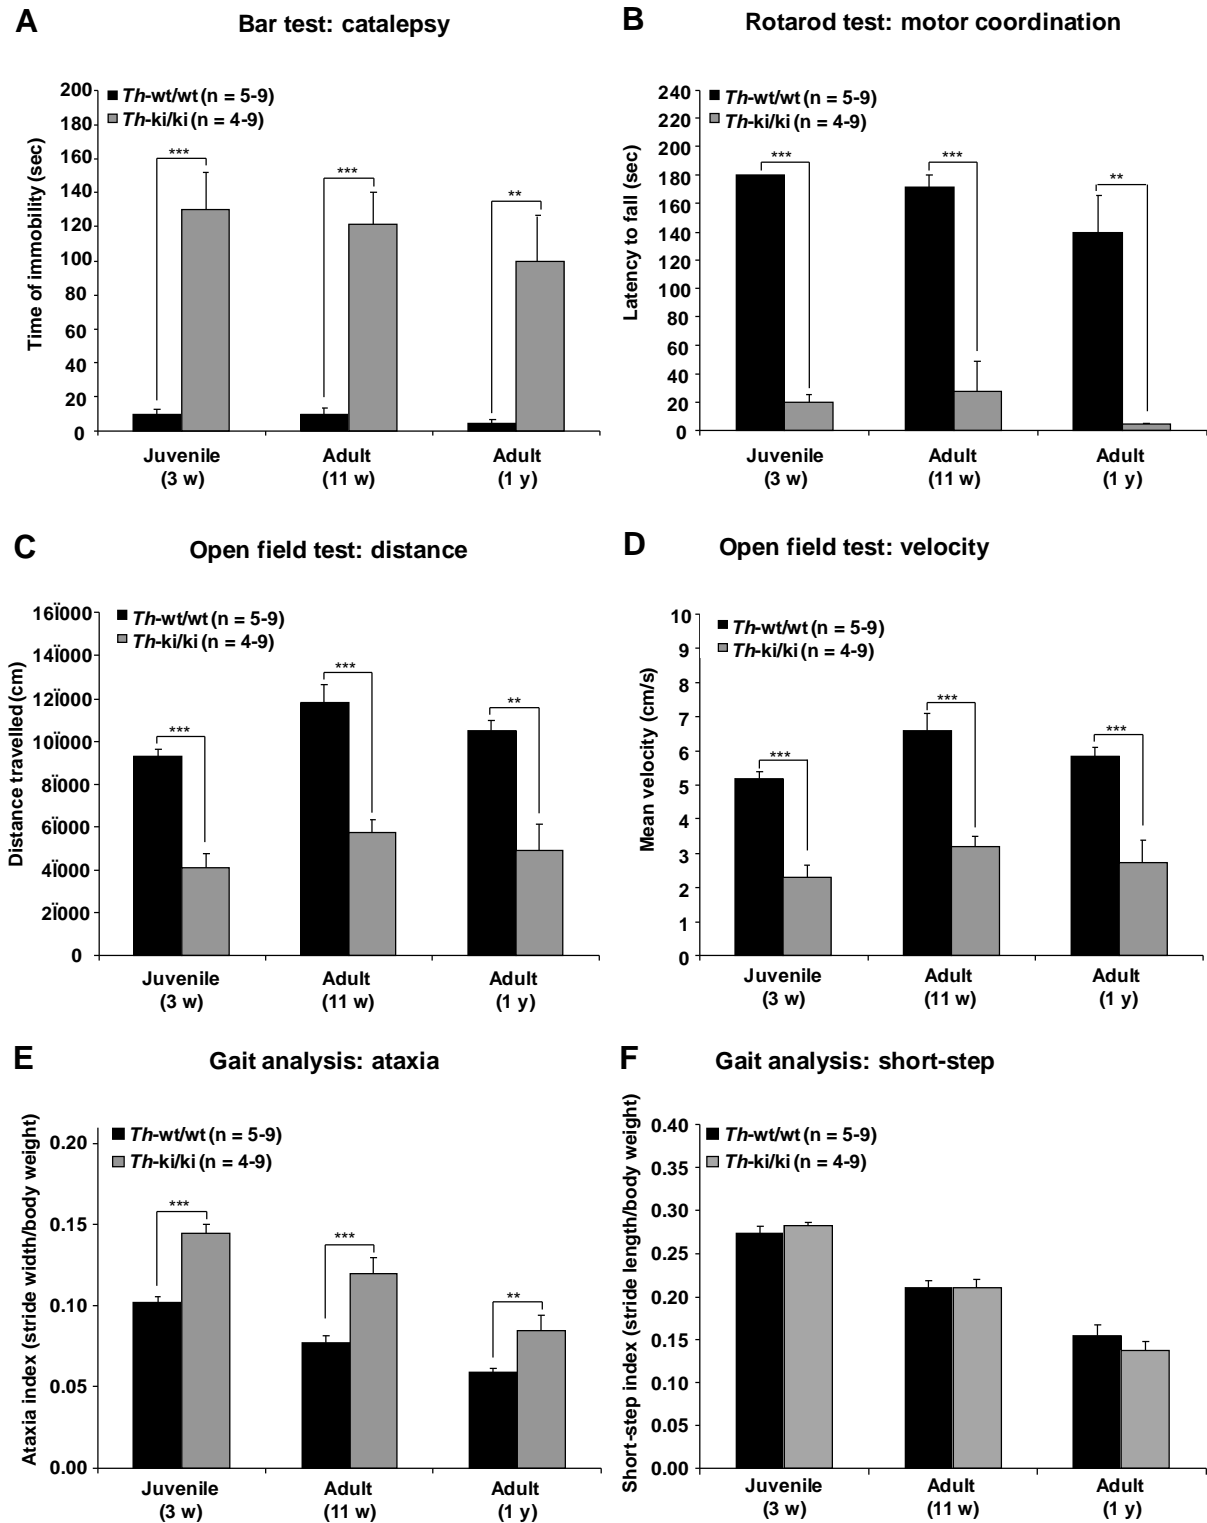 A
Bar test: catalepsy
Time of immobility (sec)
200
180
160
140
120
100
80
60
40
20
0
Th-wt/wt (n = 5-9)
Th-ki/ki (n = 4-9)
***
***
**
Juvenile
(3 w)
Adult
(11 w)
Adult
(1 y)
B
Rotarod test: motor coordination
Latency to fall (sec)
240
220
200
180
160
140
120
100
80
60
40
20
0
Th-wt/wt (n = 5-9)
Th-ki/ki (n = 4-9)
***
***
**
Juvenile
(3 w)
Adult
(11 w)
Adult
(1 y)
C
Open field test: distance
Distance travelled (cm)
16Ï000
14Ï000
12Ï000
10Ï000
8Ï000
6Ï000
4Ï000
2Ï000
0
Th-wt/wt (n = 5-9)
Th-ki/ki (n = 4-9)
***
***
**
Juvenile
(3 w)
Adult
(11 w)
Adult
(1 y)
D
Open field test: velocity
Mean velocity (cm/s)
10
9
8
7
6
5
4
3
2
1
0
Th-wt/wt (n = 5-9)
Th-ki/ki (n = 4-9)
***
***
***
Juvenile
(3 w)
Adult
(11 w)
Adult
(1 y)
E
Gait analysis: ataxia
Ataxia index (stride width/body weight)
0.20
0.15
0.10
0.05
0.00
Th-wt/wt (n = 5-9)
Th-ki/ki (n = 4-9)
***
***
**
Juvenile
(3 w)
Adult
(11 w)
Adult
(1 y)
F
Gait analysis: short-step
Short-step index (stride length/body weight)
0.40
0.35
0.30
0.25
0.20
0.15
0.10
0.05
0.00
Th-wt/wt (n = 5-9)
Th-ki/ki (n = 4-9)
Juvenile
(3 w)
Adult
(11 w)
Adult
(1 y)